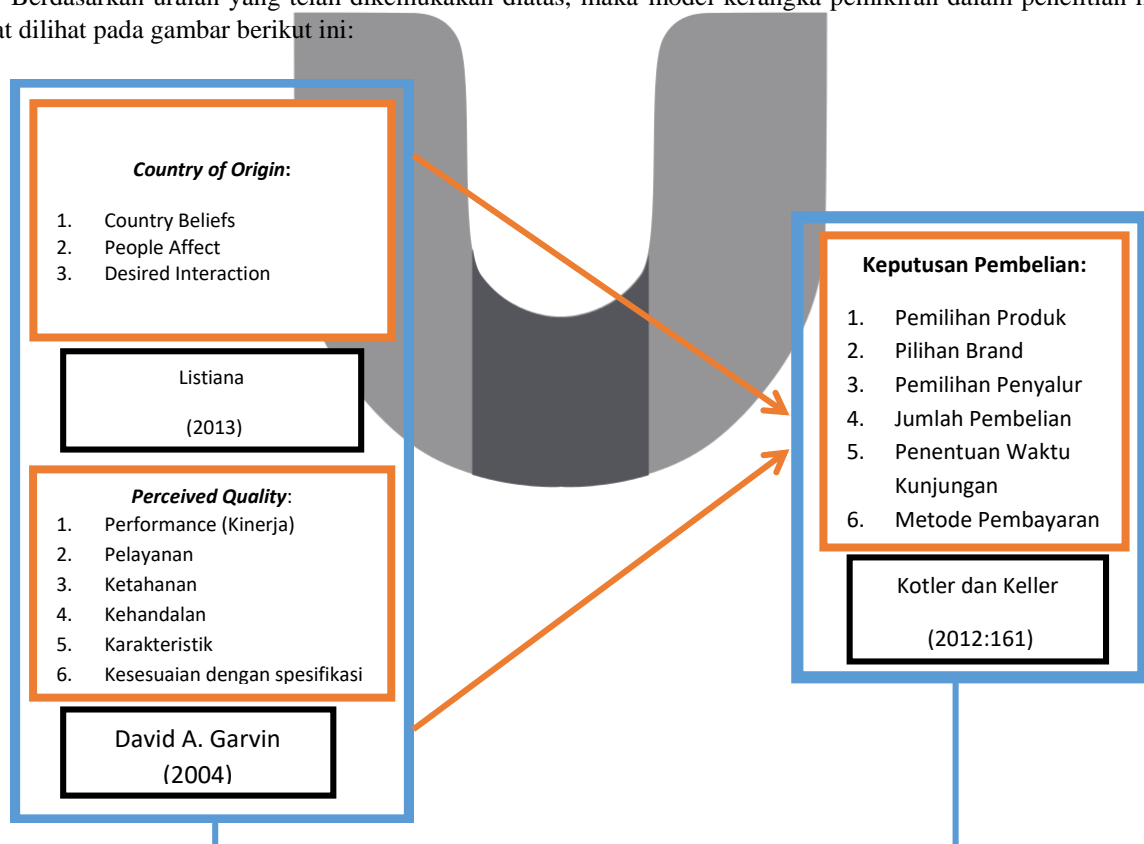 Berdasarkan uraian yang telah dikemukakan diatas, maka model kerangka pemikiran dalam penelitian
at dilihat pada gambar berikut ini:
Country of Origin:
1. Country Beliefs
2. People Affect
3. Desired Interaction
Listiana
(2013)
Perceived Quality:
1. Performance (Kinerja)
2. Pelayanan
3. Ketahanan
4. Kehandalan
5. Karakteristik
6. Kesesuaian dengan spesifikasi
David A. Garvin
(2004)
Keputusan Pembelian:
1. Pemilihan Produk
2. Pilihan Brand
3. Pemilihan Penyalur
4. Jumlah Pembelian
5. Penentuan Waktu
Kunjungan
6. Metode Pembayaran
Kotler dan Keller
(2012:161)